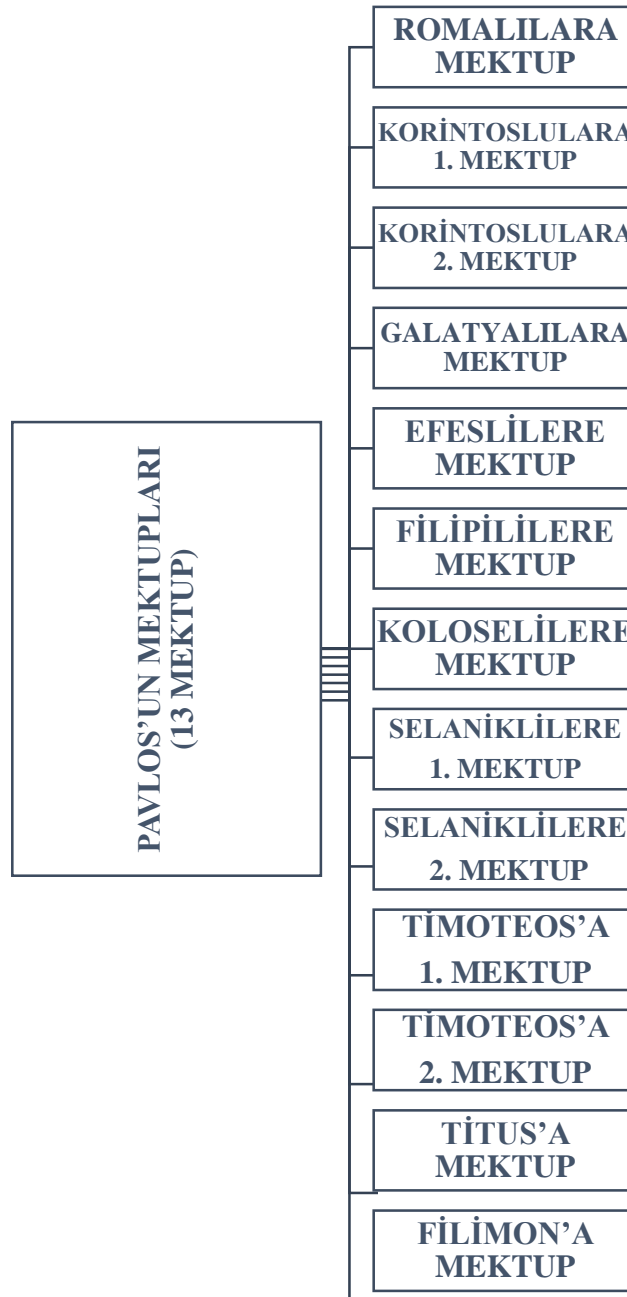 PAVLOS’UN MEKTUPLARI
(13 MEKTUP)
ROMALILARA
MEKTUP
KORİNTOSLULARA
1. MEKTUP
KORİNTOSLULARA
2. MEKTUP
GALATYALILARA
MEKTUP
EFESLİLERE
MEKTUP
FİLİPİLİLERE
MEKTUP
KOLOSELİLERE
MEKTUP
SELANİKLİLERE
1. MEKTUP
SELANİKLİLERE
2. MEKTUP
TİMOTEOS’A
1. MEKTUP
TİMOTEOS’A
2. MEKTUP
TİTUS’A
MEKTUP
FİLİMON’A
MEKTUP